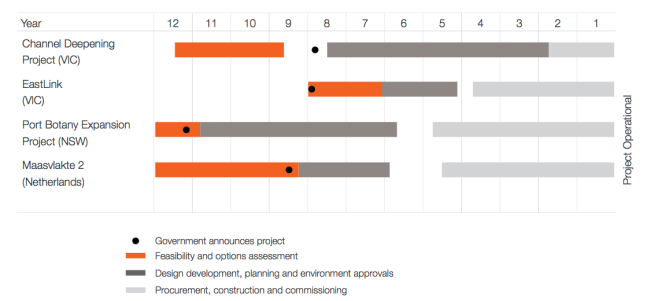 Year 12 11 10 9 8 7 6 5 4 3 2 1
Channel Deepening
Project (VIC)
EastLink
(VIC)
Port Botany Expansion
Project (NSW)
Maasvlakte 2
(Netherlands)
Project Operational
Government announces project
Feasibility and options assessment
Design development, planning and environment approvals
Procurement, construction and commissioning